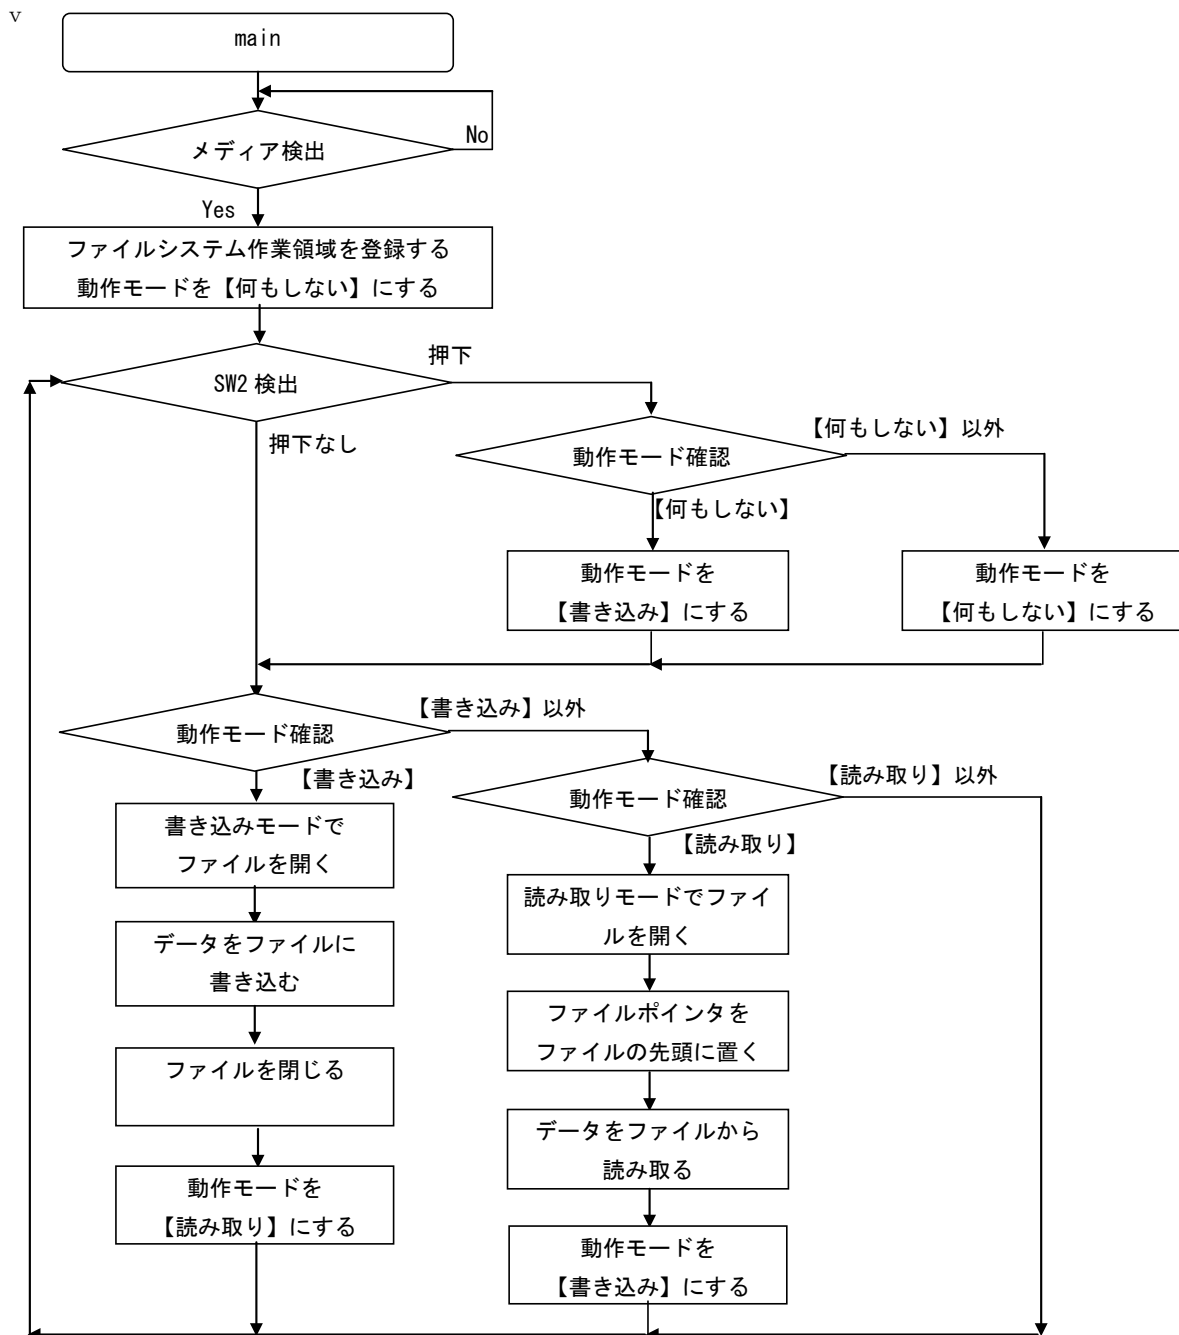 v
main
No
メディア検出
Yes
ファイルシステム作業領域を登録する
動作モードを【何もしない】にする
押下
SW2 検出
押下なし
【何もしない】以外
動作モード確認
【何もしない】
動作モードを
【書き込み】にする
動作モードを
【何もしない】にする
【書き込み】以外
動作モード確認
【書き込み】
【読み取り】以外
動作モード確認
【読み取り】
書き込みモードで
ファイルを開く
データをファイルに
書き込む
ファイルを閉じる
動作モードを
【読み取り】にする
読み取りモードでファイ
ルを開く
ファイルポインタを
ファイルの先頭に置く
データをファイルから
読み取る
動作モードを
【書き込み】にする